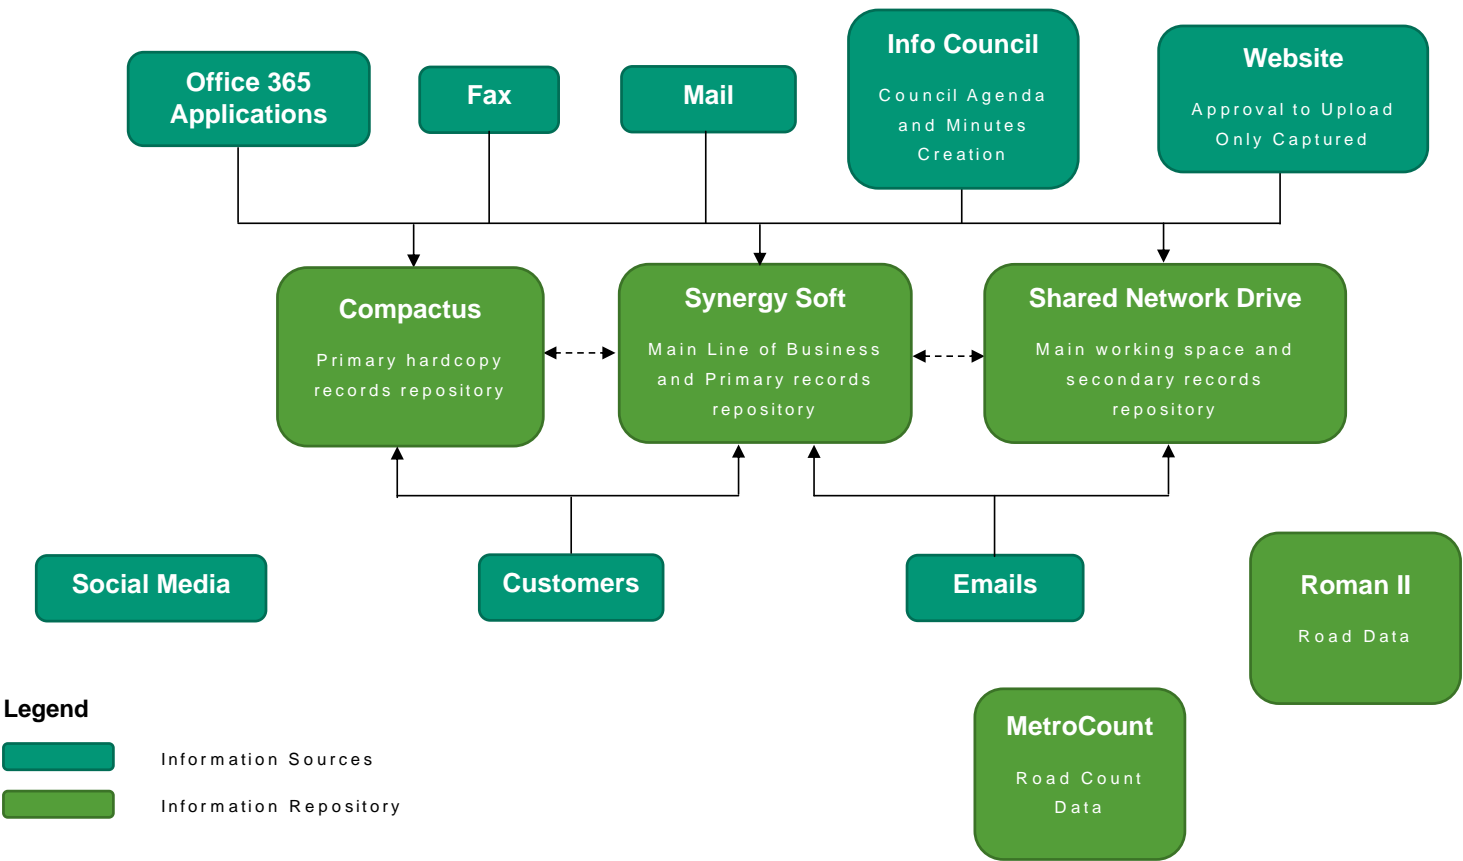 Office 365
Applications
Fax
Mail
Info Council
Council Agenda
and Minutes
Creation
Website
Approval to Upload
Only Captured
Compactus
Primary hardcopy
records repository
Synergy Soft
Main Line of Business
and Primary records
repository
Shared Network Drive
Main working space and
secondary records
repository
Social Media
Customers
Emails
Roman II
Road Data
MetroCount
Road Count
Data
Legend
Information Sources
Information Repository